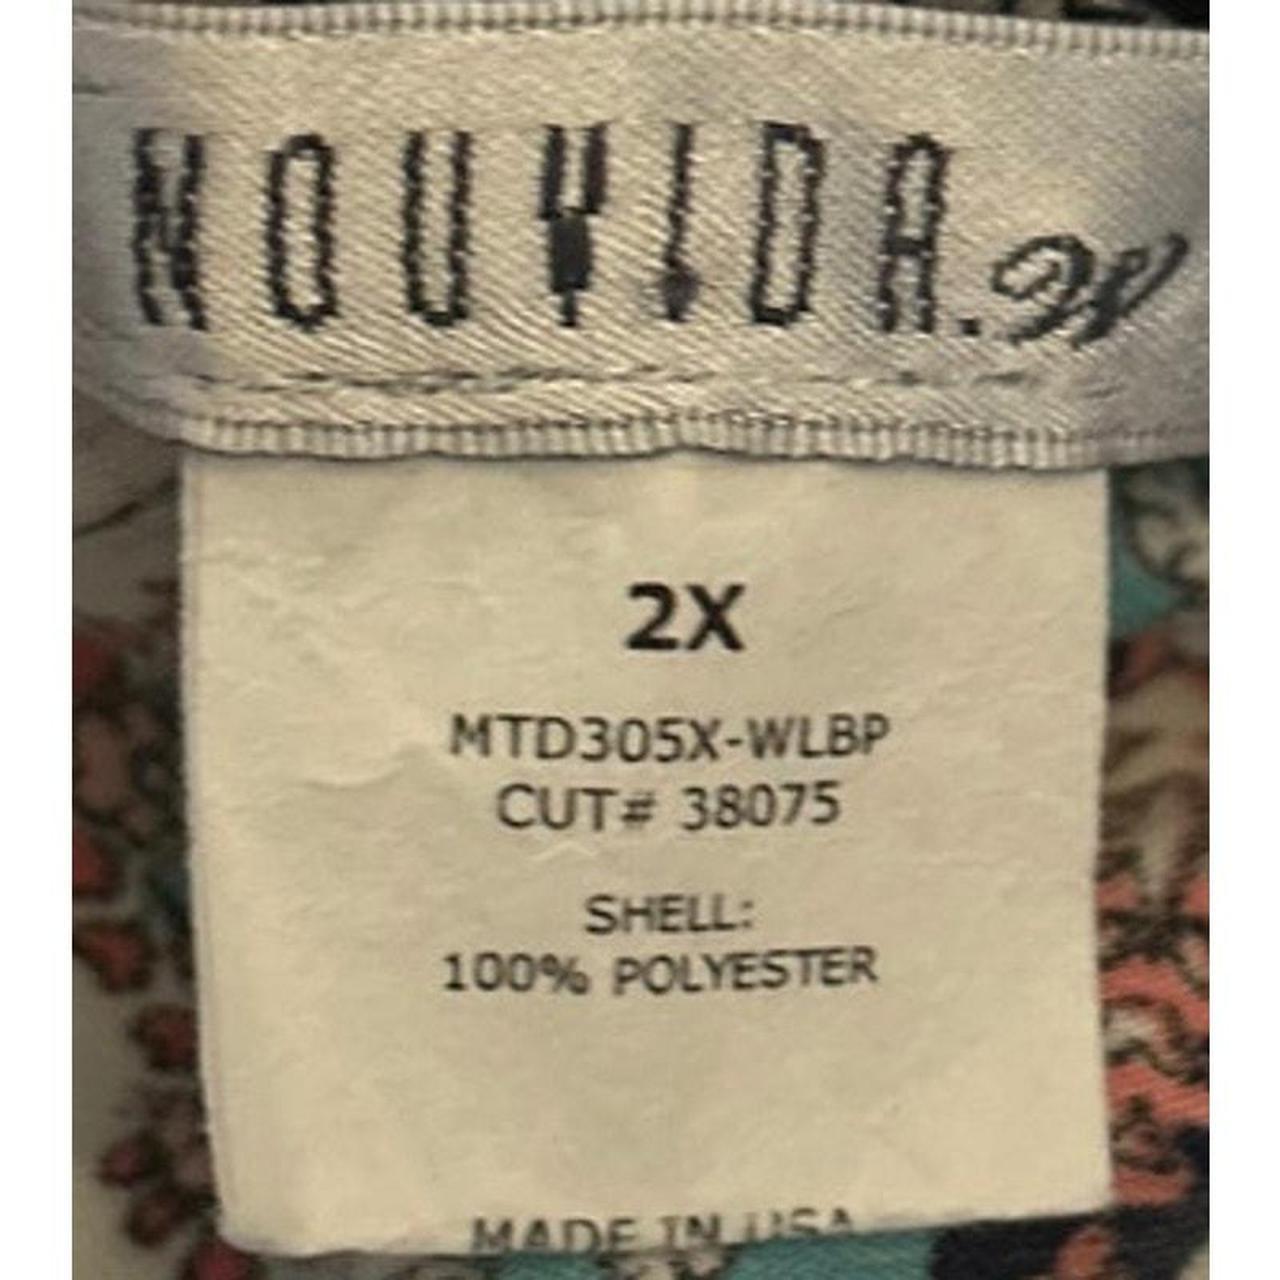 NOUVIDA.W
2X
MTD305X-WLBP
CUT# 38075
SHELL:
100% POLYESTER
MADE IN USA